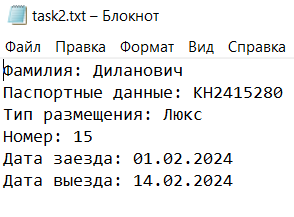 task2.txt – Блокнот
Файл Правка Формат Вид Справка
Фамилия: Диланович
Паспортные данные: КН2415280
Тип размещения: Люкс
Номер: 15
Дата заезда: 01.02.2024
Дата выезда: 14.02.2024